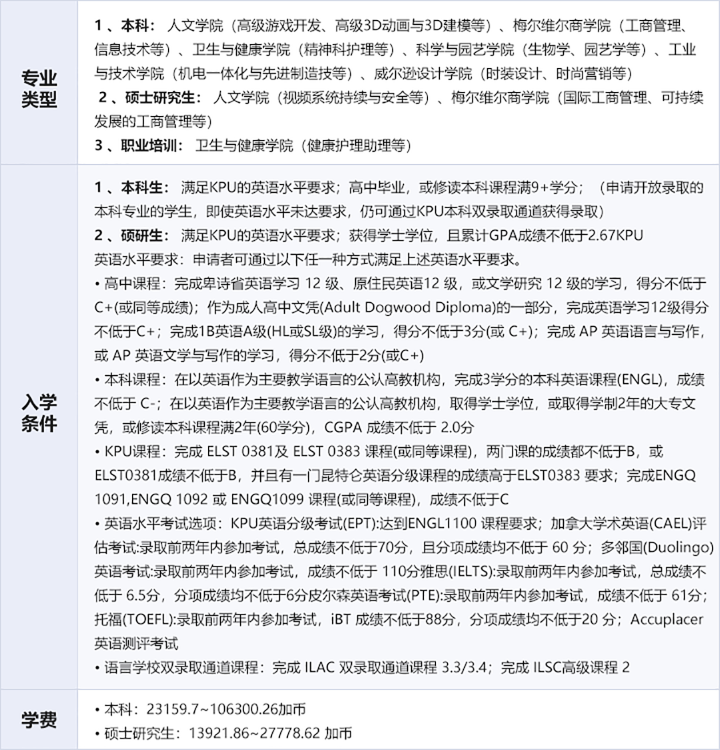 专业
类型
1 、本科： 人文学院（高级游戏开发、高级3D动画与3D建模等）、梅尔维尔商学院（工商管理、
信息技术等）、卫生与健康学院（精神科护理等）、科学与园艺学院（生物学、园艺学等）、工业
与技术学院（机电一体化与先进制造技等）、威尔逊设计学院（时装设计、时尚营销等）
2 、硕士研究生： 人文学院（视频系统持续与安全等）、梅尔维尔商学院（国际工商管理、可持续
发展的工商管理等）
3 、职业培训： 卫生与健康学院（健康护理助理等）
入学
条件
1 、本科生： 满足KPU的英语水平要求；高中毕业，或修读本科课程满9+学分；（申请开放录取的
本科专业的学生，即使英语水平未达要求，仍可通过KPU本科双录取通道获得录取）
2 、硕研生： 满足KPU的英语水平要求；获得学士学位，且累计GPA成绩不低于2.67KPU
英语水平要求：申请者可通过以下任一种方式满足上述英语水平要求。
• 高中课程：完成卑诗省英语学习 12 级、原住民英语12 级，或文学研究 12 级的学习，得分不低于
C+(或同等成绩)；作为成人高中文凭(Adult Dogwood Diploma)的一部分，完成英语学习12级得分
不低于C+；完成1B英语A级(HL或SL级)的学习，得分不低于3分(或 C+)；完成 AP 英语语言与写作，
或 AP 英语文学与写作的学习，得分不低于2分(或C+)
• 本科课程：在以英语作为主要教学语言的公认高教机构，完成3学分的本科英语课程(ENGL)，成绩
不低于 C-；在以英语作为主要教学语言的公认高教机构，取得学士学位，或取得学制2年的大专文
凭，或修读本科课程满2年(60学分)，CGPA 成绩不低于 2.0分
• KPU课程：完成 ELST 0381及 ELST 0383 课程(或同等课程)，两门课的成都不低于B，或
ELST0381成绩不低于B，并且有一门昆特仑英语分级课程的成绩高于ELST0383 要求；完成ENGQ
1091,ENGQ 1092 或 ENGQ1099 课程(或同等课程)，成绩不低于C
• 英语水平考试选项：KPU英语分级考试(EPT):达到ENGL1100 课程要求；加拿大学术英语(CAEL)评
估考试:录取前两年内参加考试，总成绩不低于70分，且分项成绩均不低于 60 分；多邻国(Duolingo)
英语考试:录取前两年内参加考试，成绩不低于 110分雅思(IELTS):录取前两年内参加考试，总成绩不
低于 6.5分，分项成绩均不低于6分皮尔森英语考试(PTE):录取前两年内参加考试，成绩不低于 61分；
托福(TOEFL):录取前两年内参加考试，iBT 成绩不低于88分，分项成绩均不低于20 分；Accuplacer
英语测评考试
• 语言学校双录取通道课程：完成 ILAC 双录取通道课程 3.3/3.4；完成 ILSC高级课程 2
学费
• 本科：23159.7~106300.26加币
• 硕士研究生：13921.86~27778.62 加币